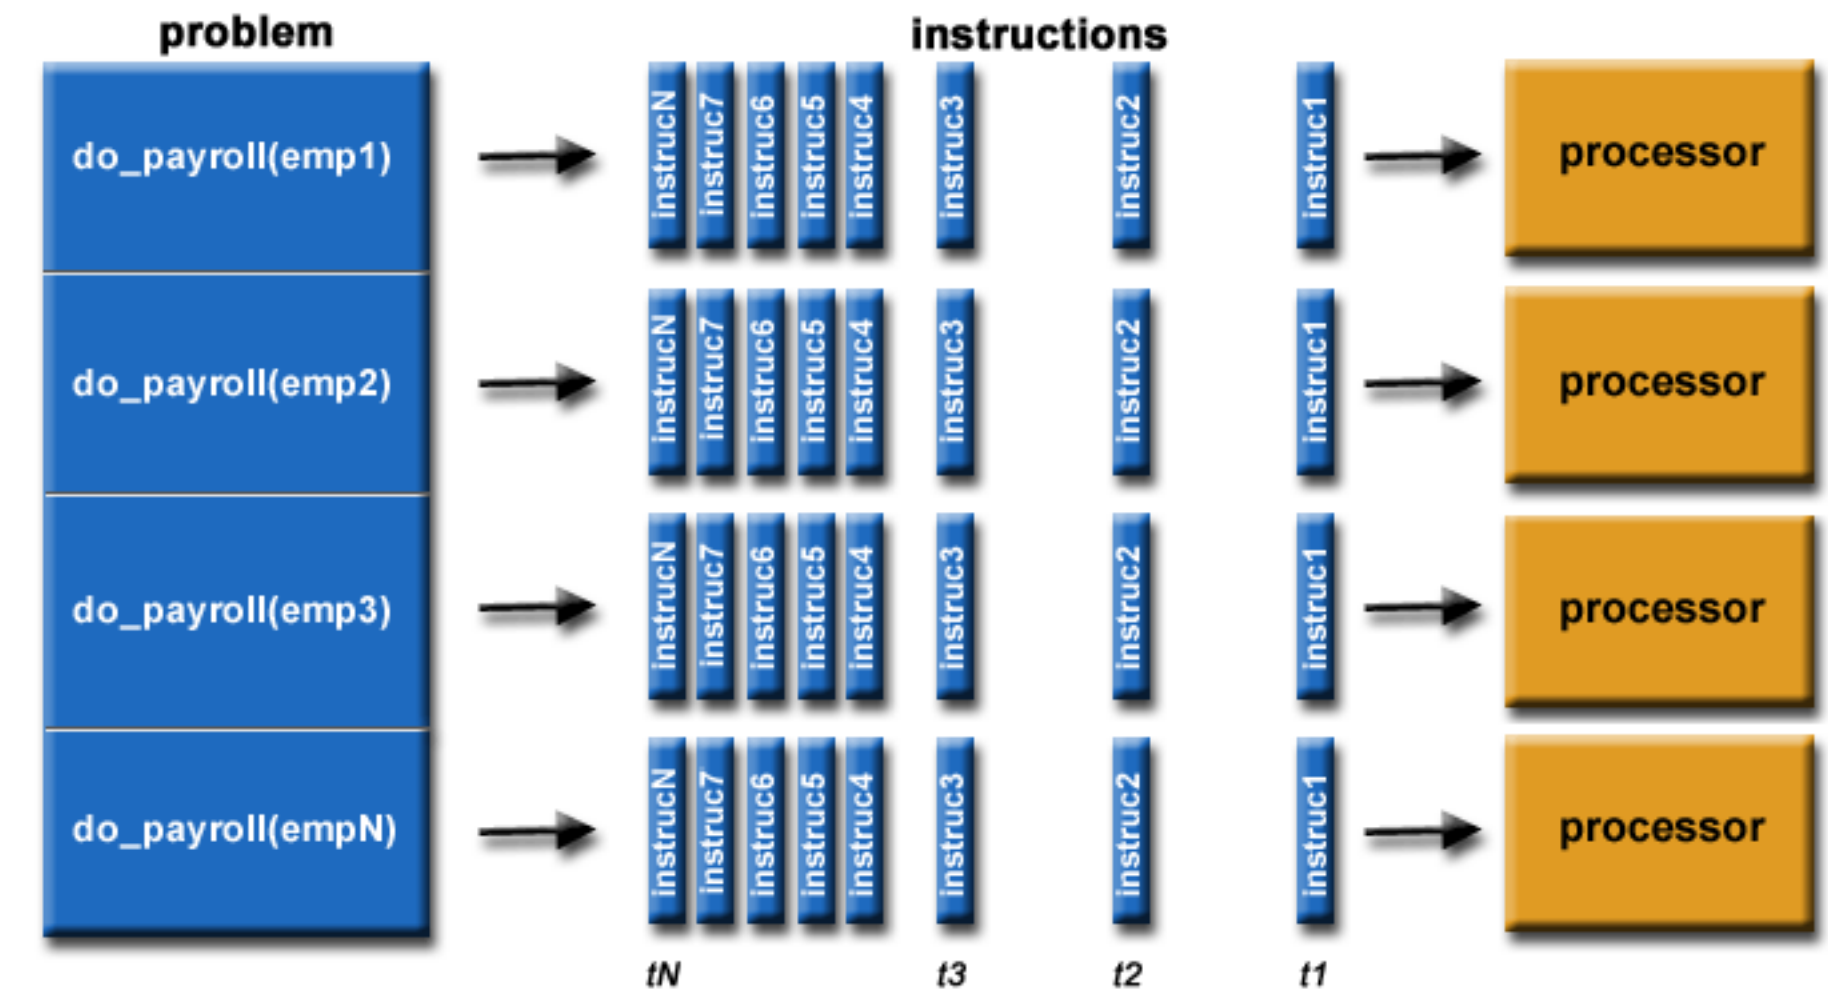 problem
instructions
do_payroll(emp1)
instrucN
instruc7
instruc6
instruc5
instruc4
instruc3
instruc2
instruc1
processor
do_payroll(emp2)
instrucN
instruc7
instruc6
instruc5
instruc4
instruc3
instruc2
instruc1
processor
do_payroll(emp3)
instrucN
instruc7
instruc6
instruc5
instruc4
instruc3
instruc2
instruc1
processor
do_payroll(empN)
instrucN
instruc7
instruc6
instruc5
instruc4
instruc3
instruc2
instruc1
processor
tN
t3
t2
t1